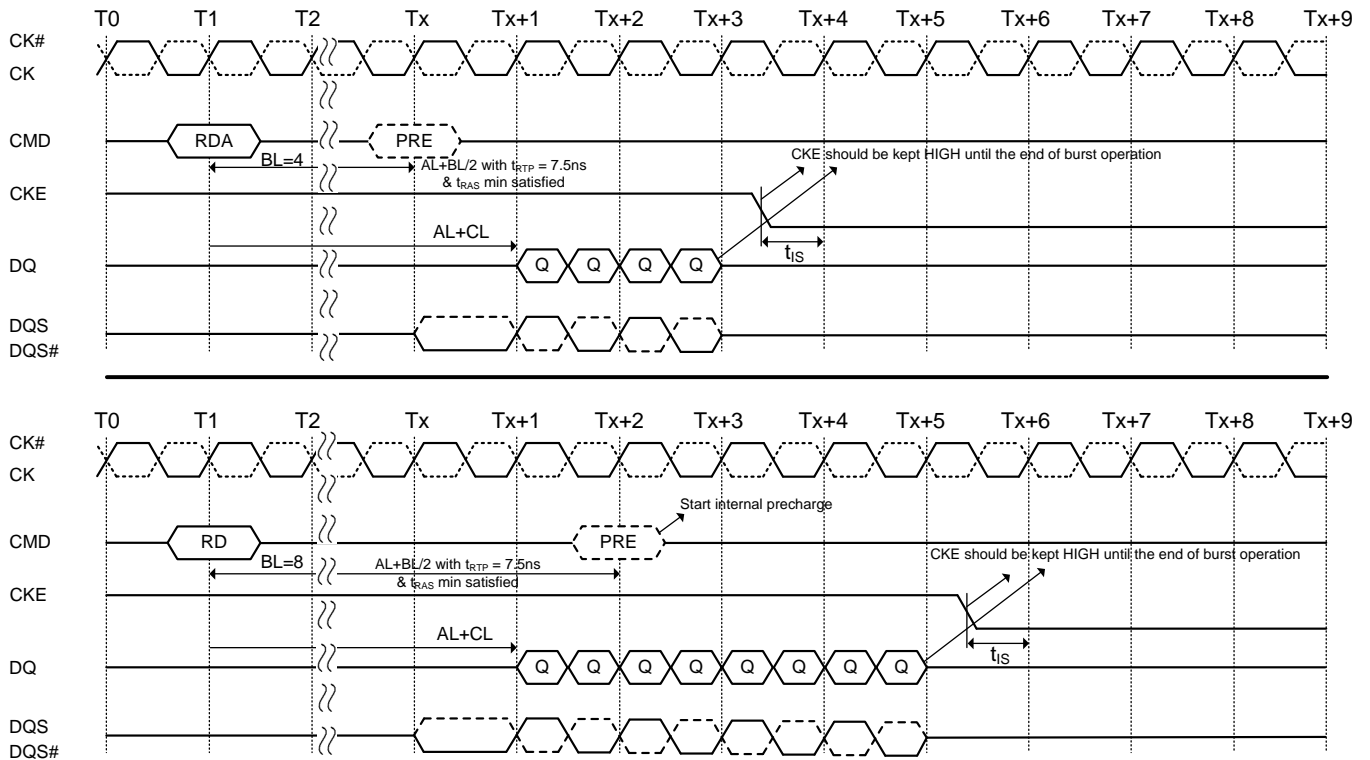 T0 T1 T2 Tx Tx+1 Tx+2 Tx+3 Tx+4 Tx+5 Tx+6 Tx+7 Tx+8 Tx+9
CK#
CK
CMD RDA PRE
BL=4 AL+BL/2 with tRTP = 7.5ns
& tRAS min satisfied
CKE should be kept HIGH until the end of burst operation
CKE
AL+CL
tIS
DQ Q Q Q Q
DQS
DQS#
T0 T1 T2 Tx Tx+1 Tx+2 Tx+3 Tx+4 Tx+5 Tx+6 Tx+7 Tx+8 Tx+9
CK#
CK
Start internal precharge
CMD RD PRE
CKE should be kept HIGH until the end of burst operation
BL=8 AL+BL/2 with tRTP = 7.5ns
& tRAS min satisfied
CKE
AL+CL
tIS
DQ Q Q Q Q Q Q Q Q
DQS
DQS#